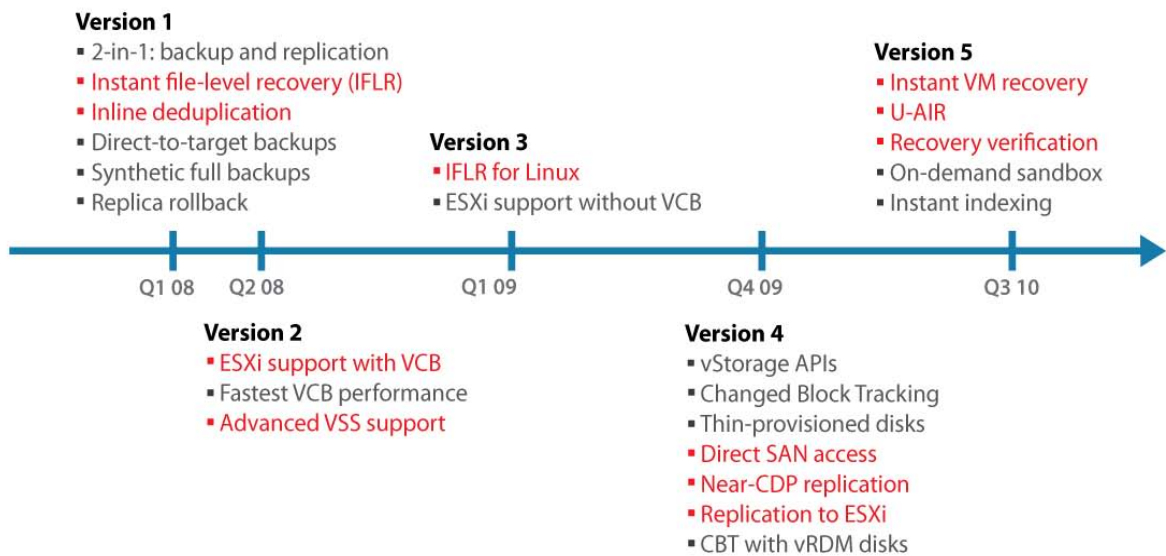 Version 1
▪ 2-in-1: backup and replication
▪ Instant file-level recovery (IFLR)
▪ Inline deduplication
▪ Direct-to-target backups
▪ Synthetic full backups
▪ Replica rollback
Version 3
▪ IFLR for Linux
▪ ESXi support without VCB
Version 5
▪ Instant VM recovery
▪ U-AIR
▪ Recovery verification
▪ On-demand sandbox
▪ Instant indexing
Q1 08
Q2 08
Q1 09
Q4 09
Q3 10
Version 2
▪ ESXi support with VCB
▪ Fastest VCB performance
▪ Advanced VSS support
Version 4
▪ vStorage APIs
▪ Changed Block Tracking
▪ Thin-provisioned disks
▪ Direct SAN access
▪ Near-CDP replication
▪ Replication to ESXi
▪ CBT with vRDM disks